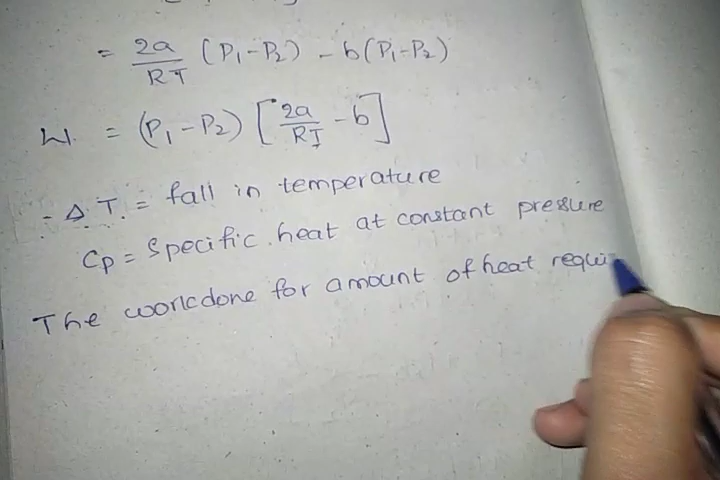 = 2a/RT (P₁-P₂) - b(P₁-P₂)
W = (P₁-P₂) [2a/RT - b]
- Δ T. = fall in temperature
Cp = Specific heat at constant pressure
The workdone for amount of heat requi